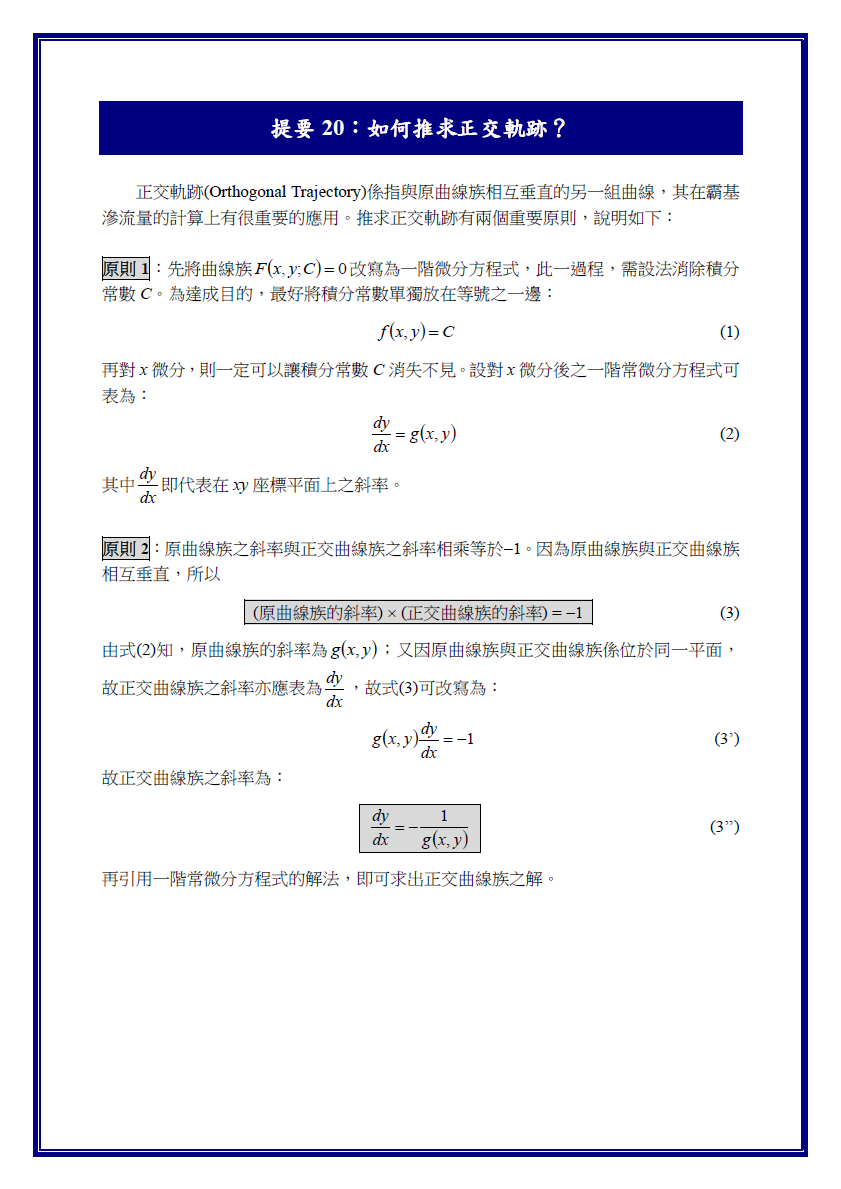 提要 20：如何推求正交軌跡？
正交軌跡(Orthogonal Trajectory)係指與原曲線族相互垂直的另一組曲線，其在霸基
滲流量的計算上有很重要的應用。推求正交軌跡有兩個重要原則，說明如下：
原則 1：先將曲線族 F(x, y; C) = 0 改寫為一階微分方程式，此一過程，需設法消除積分
常數 C。為達成目的，最好將積分常數單獨放在等號之一邊：
f(x, y) = C (1)
再對 x 微分，則一定可以讓積分常數 C 消失不見。設對 x 微分後之一階常微分方程式可
表為：
dy/dx = g(x, y) (2)
其中 dy/dx 即代表在 xy 座標平面上之斜率。
原則 2：原曲線族之斜率與正交曲線族之斜率相乘等於−1。因為原曲線族與正交曲線族
相互垂直，所以
(原曲線族的斜率) × (正交曲線族的斜率) = −1 (3)
由式(2)知，原曲線族的斜率為 g(x, y)；又因原曲線族與正交曲線族係位於同一平面，
故正交曲線族之斜率亦應表為 dy/dx，故式(3)可改寫為：
g(x, y) dy/dx = −1 (3’)
故正交曲線族之斜率為：
dy/dx = − 1/g(x, y) (3’’)
再引用一階常微分方程式的解法，即可求出正交曲線族之解。